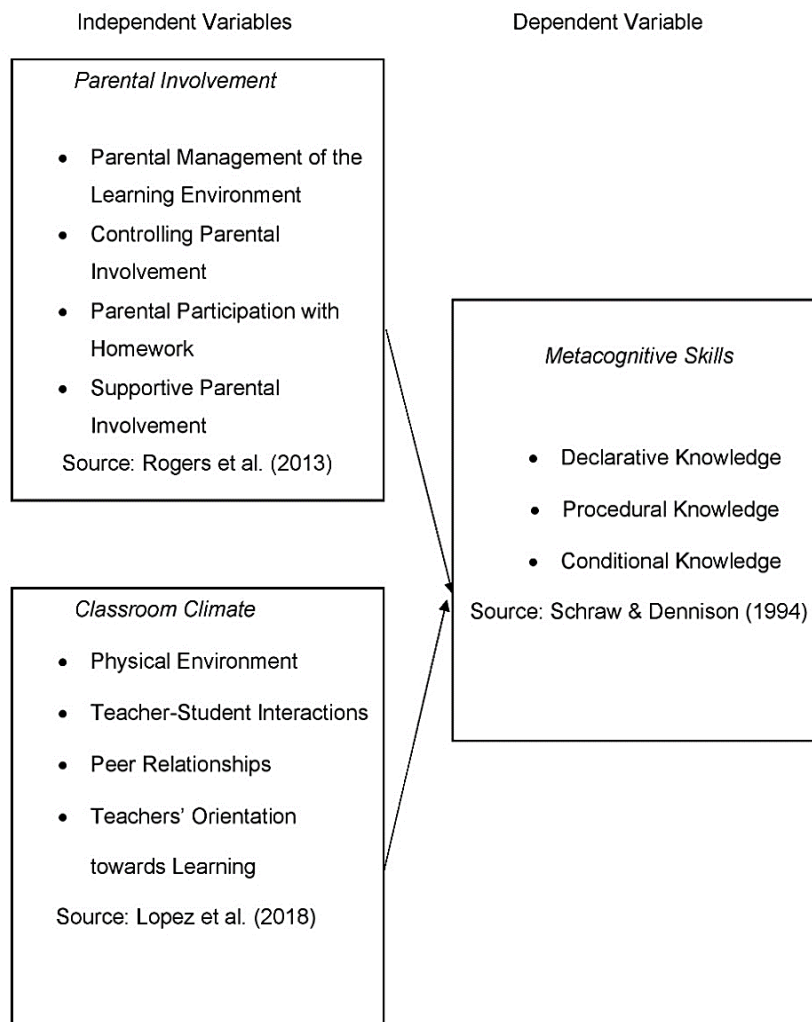 Independent Variables
Dependent Variable
Parental Involvement
• Parental Management of the
Learning Environment
• Controlling Parental
Involvement
• Parental Participation with
Homework
• Supportive Parental
Involvement
Source: Rogers et al. (2013)
Classroom Climate
• Physical Environment
• Teacher-Student Interactions
• Peer Relationships
• Teachers’ Orientation
towards Learning
Source: Lopez et al. (2018)
Metacognitive Skills
• Declarative Knowledge
• Procedural Knowledge
• Conditional Knowledge
Source: Schraw & Dennison (1994)